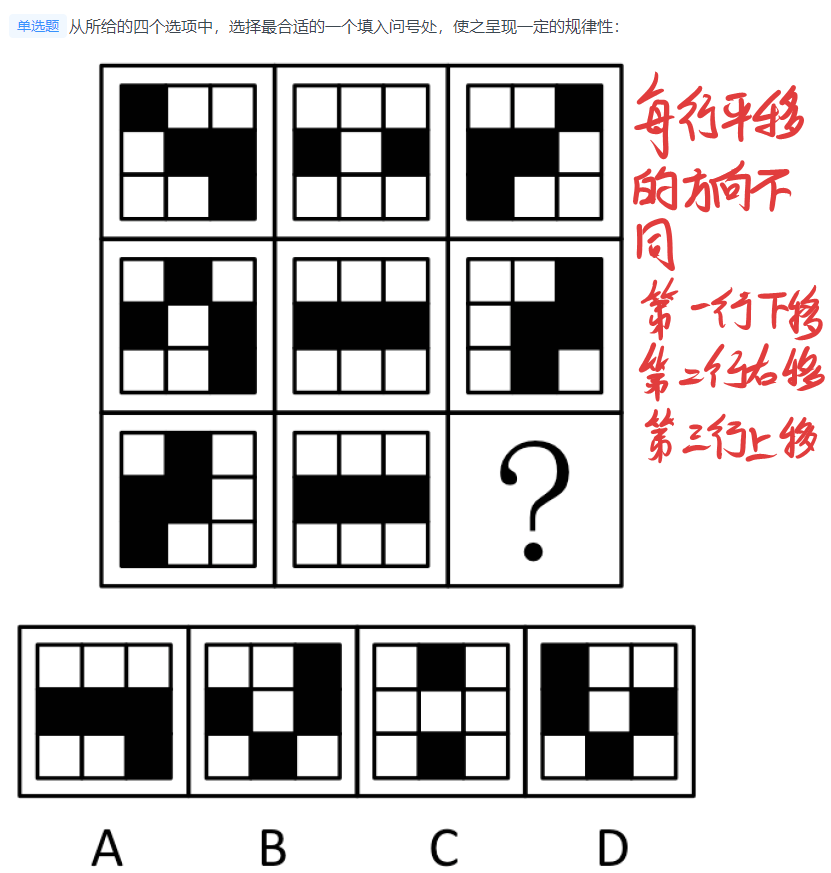 单选题 从所给的四个选项中，选择最合适的一个填入问号处，使之呈现一定的规律性：
每行平移
的方向不
同
第一行下移
第二行右移
第三行上移
?
A B C D